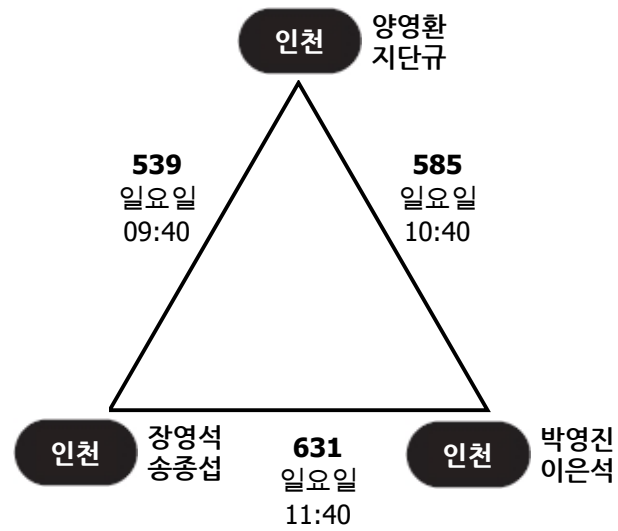 인천
양영환
지단규
539
일요일
09:40
585
일요일
10:40
인천
장영석
송종섭
631
일요일
11:40
인천
박영진
이은석